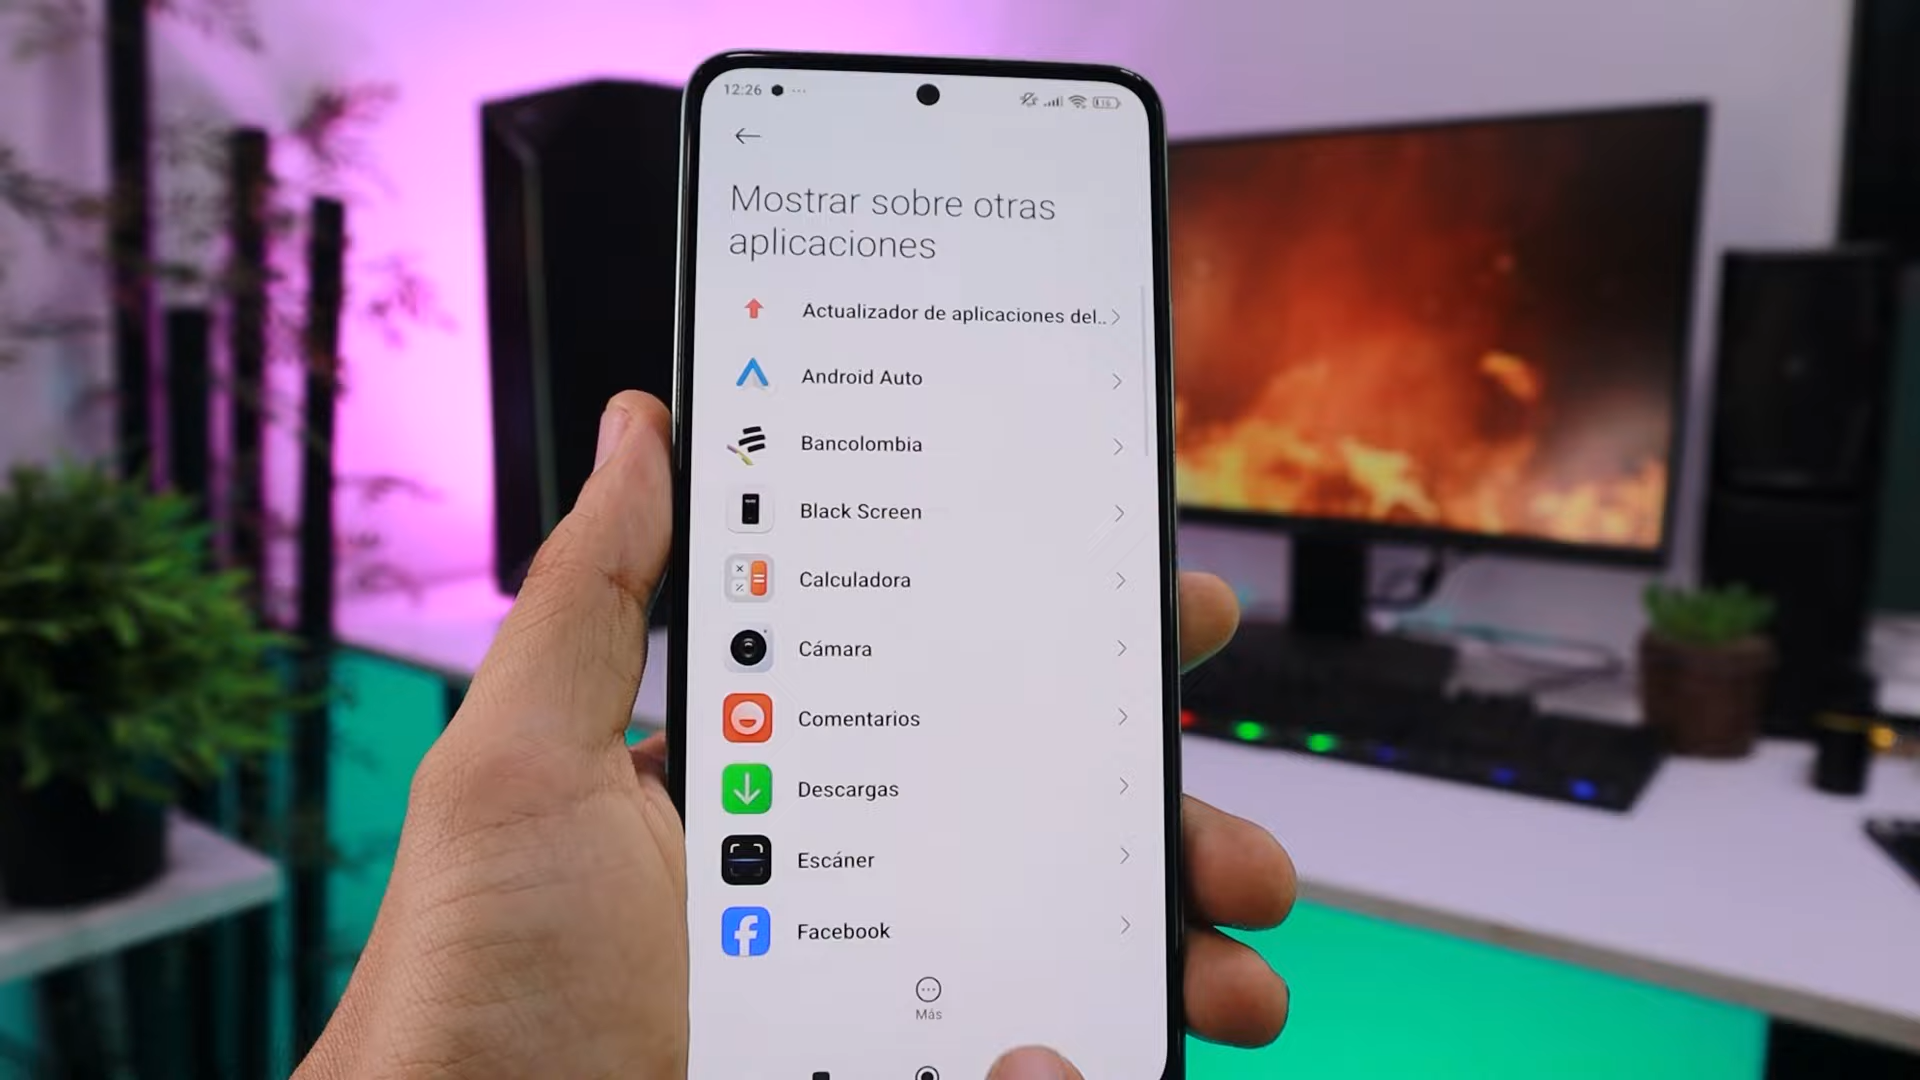 12:26
Mostrar sobre otras
aplicaciones
Actualizador de aplicaciones del..
Android Auto
Bancolombia
Black Screen
Calculadora
Cámara
Comentarios
Descargas
Escáner
Facebook
Más